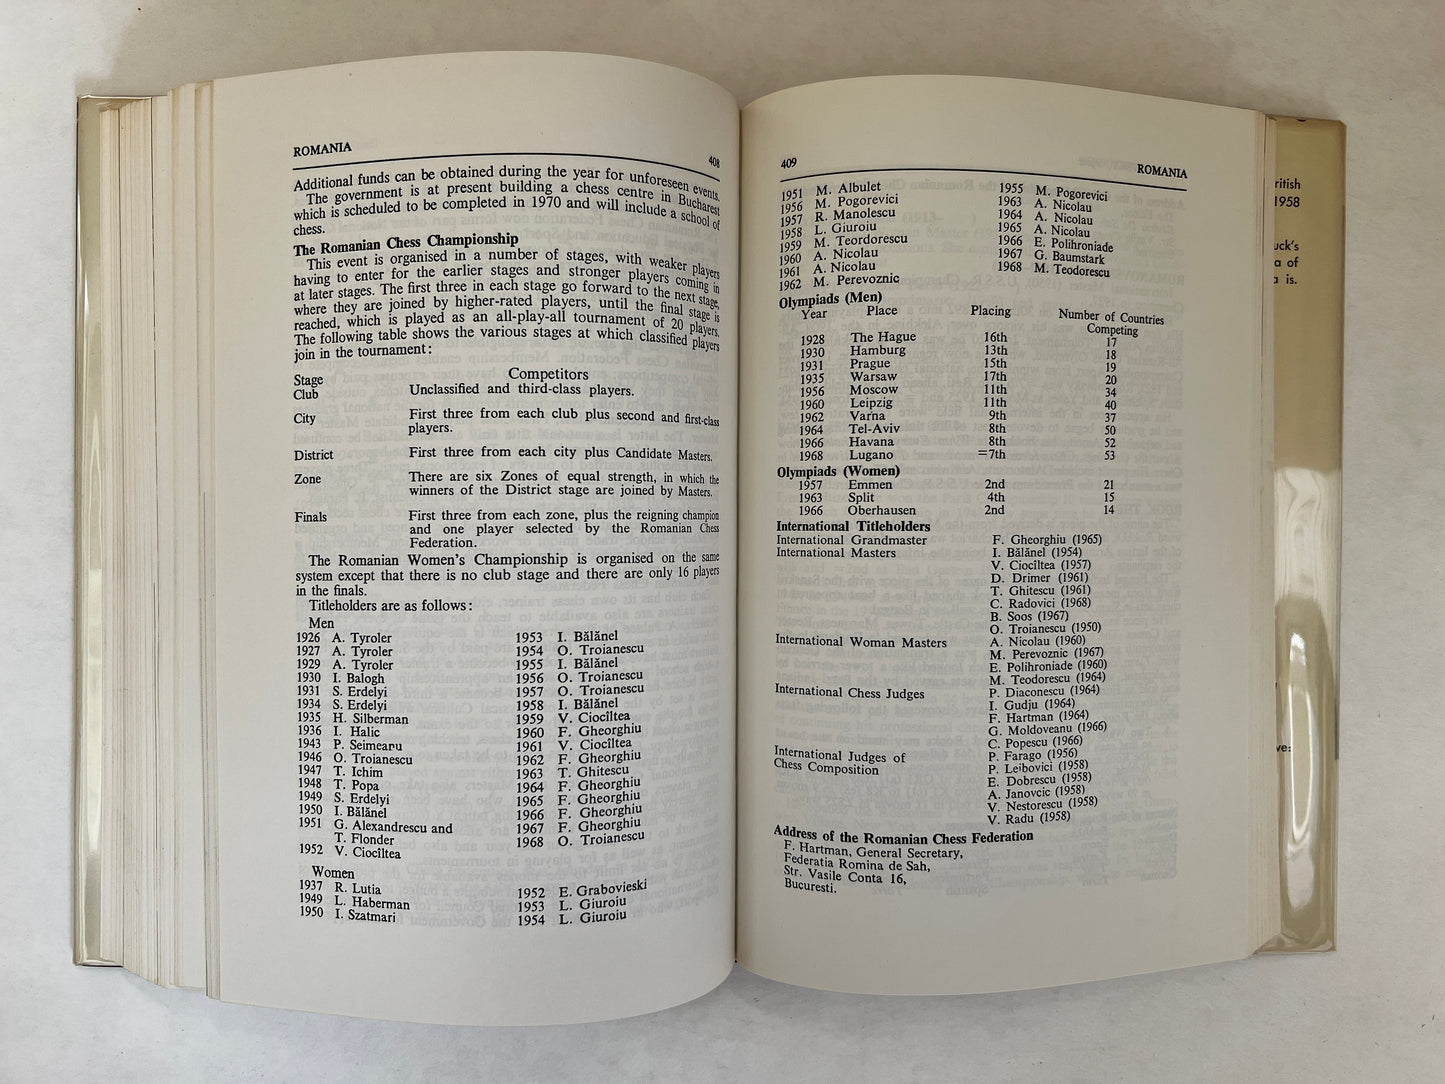 ROMANIA
408
Additional funds can be obtained during the year for unforeseen events.
The government is at present building a chess centre in Bucharest
which is scheduled to be completed in 1970 and will include a school of
chess.
The Romanian Chess Championship
This event is organised in a number of stages, with weaker players
having to enter for the earlier stages and stronger players coming in
at later stages. The first three in each stage go forward to the next stage,
where they are joined by higher-rated players, until the final stage is
reached, which is played as an all-play-all tournament of 20 players.
The following table shows the various stages at which classified players
join in the tournament:
Stage Competitors
Club Unclassified and third-class players.
City First three from each club plus second and first-class
players.
District First three from each city plus Candidate Masters.
Zone There are six Zones of equal strength, in which the
winners of the District stage are joined by Masters.
Finals First three from each zone, plus the reigning champion
and one player selected by the Romanian Chess
Federation.
The Romanian Women's Championship is organised on the same
system except that there is no club stage and there are only 16 players
in the finals.
Titleholders are as follows:
Men
1926 A. Tyroler
1927 A. Tyroler
1929 A. Tyroler
1930 I. Balogh
1931 S. Erdelyi
1934 S. Erdelyi
1935 H. Silberman
1936 I. Halic
1943 P. Seimeanu
1946 O. Troianescu
1947 T. Ichim
1948 T. Popa
1949 S. Erdelyi
1950 I. Bălănel
1951 G. Alexandrescu and
T. Flonder
1952 V. Ciocîltea
1953 I. Bălănel
1954 O. Troianescu
1955 I. Bălănel
1956 O. Troianescu
1957 O. Troianescu
1958 I. Bălănel
1959 V. Ciocîltea
1960 F. Gheorghiu
1961 V. Ciocîltea
1962 F. Gheorghiu
1963 T. Ghitescu
1964 F. Gheorghiu
1965 F. Gheorghiu
1966 F. Gheorghiu
1967 F. Gheorghiu
1968 O. Troianescu
Women
1937 R. Lutia
1949 L. Haberman
1950 I. Szatmari
1952 E. Grabovieski
1953 L. Giuroiu
1954 L. Giuroiu
409
ROMANIA
1951 M. Albulet
1956 M. Pogorevici
1957 R. Manolescu
1958 L. Giuroiu
1959 M. Teordorescu
1960 A. Nicolau
1961 A. Nicolau
1962 M. Perevoznic
1955 M. Pogorevici
1963 A. Nicolau
1964 A. Nicolau
1965 A. Nicolau
1966 E. Polihroniade
1967 G. Baumstark
1968 M. Teodorescu
Olympiads (Men)
Year Place Placing Number of Countries
Competing
1928 The Hague 16th 17
1930 Hamburg 13th 18
1931 Prague 15th 19
1935 Warsaw 17th 20
1956 Moscow 11th 34
1960 Leipzig 11th 40
1962 Varna 9th 37
1964 Tel-Aviv 8th 50
1966 Havana 8th 52
1968 Lugano =7th 53
Olympiads (Women)
1957 Emmen 2nd 21
1963 Split 4th 15
1966 Oberhausen 2nd 14
International Titleholders
International Grandmaster F. Gheorghiu (1965)
International Masters I. Bălănel (1954)
V. Ciocîltea (1957)
D. Drimer (1961)
T. Ghitescu (1961)
C. Radovici (1968)
B. Soos (1967)
O. Troianescu (1950)
International Woman Masters A. Nicolau (1960)
M. Perevoznic (1967)
E. Polihroniade (1960)
M. Teodorescu (1964)
International Chess Judges P. Diaconescu (1964)
I. Gudju (1964)
F. Hartman (1964)
G. Moldoveanu (1966)
C. Popescu (1966)
International Judges of P. Farago (1956)
Chess Composition P. Leibovici (1958)
E. Dobrescu (1958)
A. Janovcic (1958)
V. Nestorescu (1958)
V. Radu (1958)
Address of the Romanian Chess Federation
F. Hartman, General Secretary,
Federatia Romina de Sah,
Str. Vasile Conta 16,
Bucuresti.
ritish
1958
uck's
a of
a is.
ve: